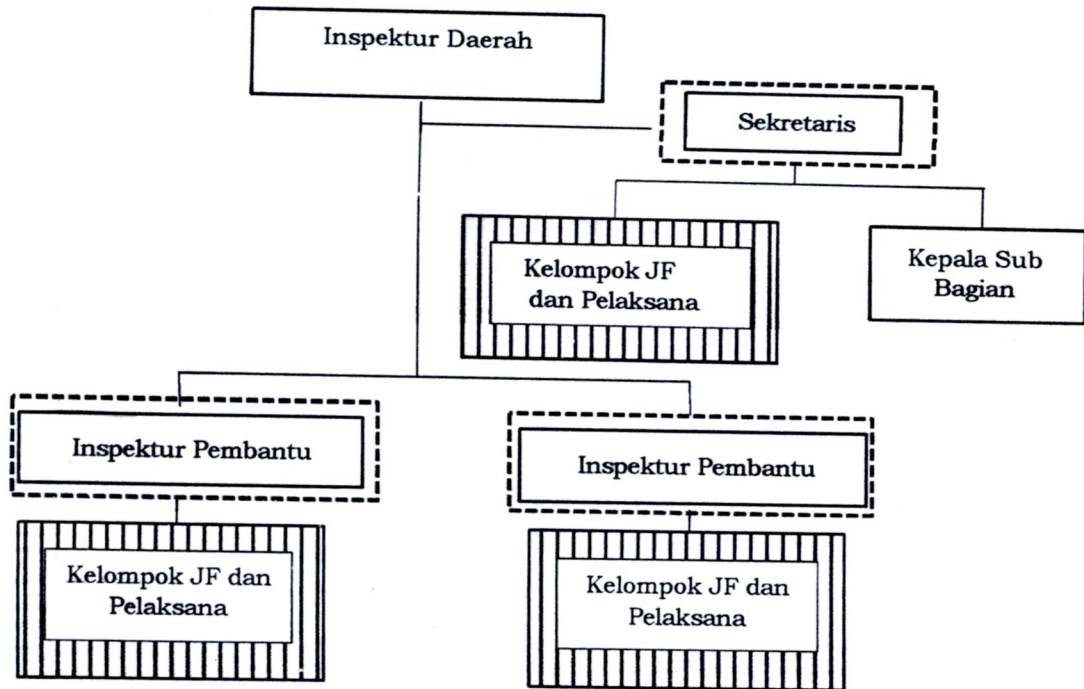 Inspektur Daerah
Sekretaris
Kelompok JF
dan Pelaksana
Kepala Sub
Bagian
Inspektur Pembantu
Inspektur Pembantu
Kelompok JF dan
Pelaksana
Kelompok JF dan
Pelaksana